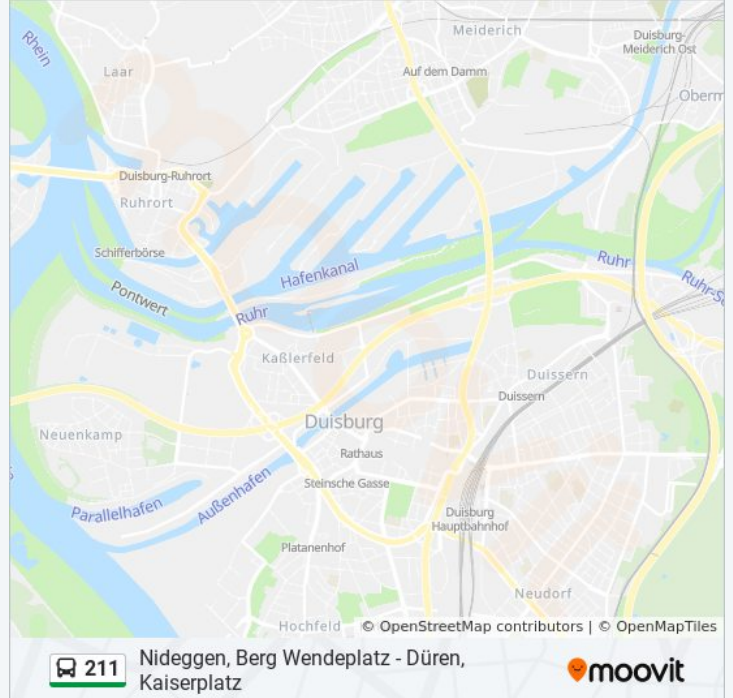 Rhein
Meiderich
Duisburg-
Meiderich Ost
Laar
Auf dem Damm
Oberm
Duisburg-Ruhrort
Ruhrort
Schifferbörse
Hafenkanal
Ruhr
Ruhr-S
Pontwert
Ruhr
Kaßlerfeld
Duissern
Duissern
Duisburg
Neuenkamp
Rathaus
Steinsche Gasse
Außenhafen
Parallelhafen
Duisburg
Hauptbahnhof
Platanenhof
Neudorf
Hochfeld
© OpenStreetMap contributors | © OpenMapTiles
211
Nideggen, Berg Wendeplatz - Düren,
Kaiserplatz
moovit